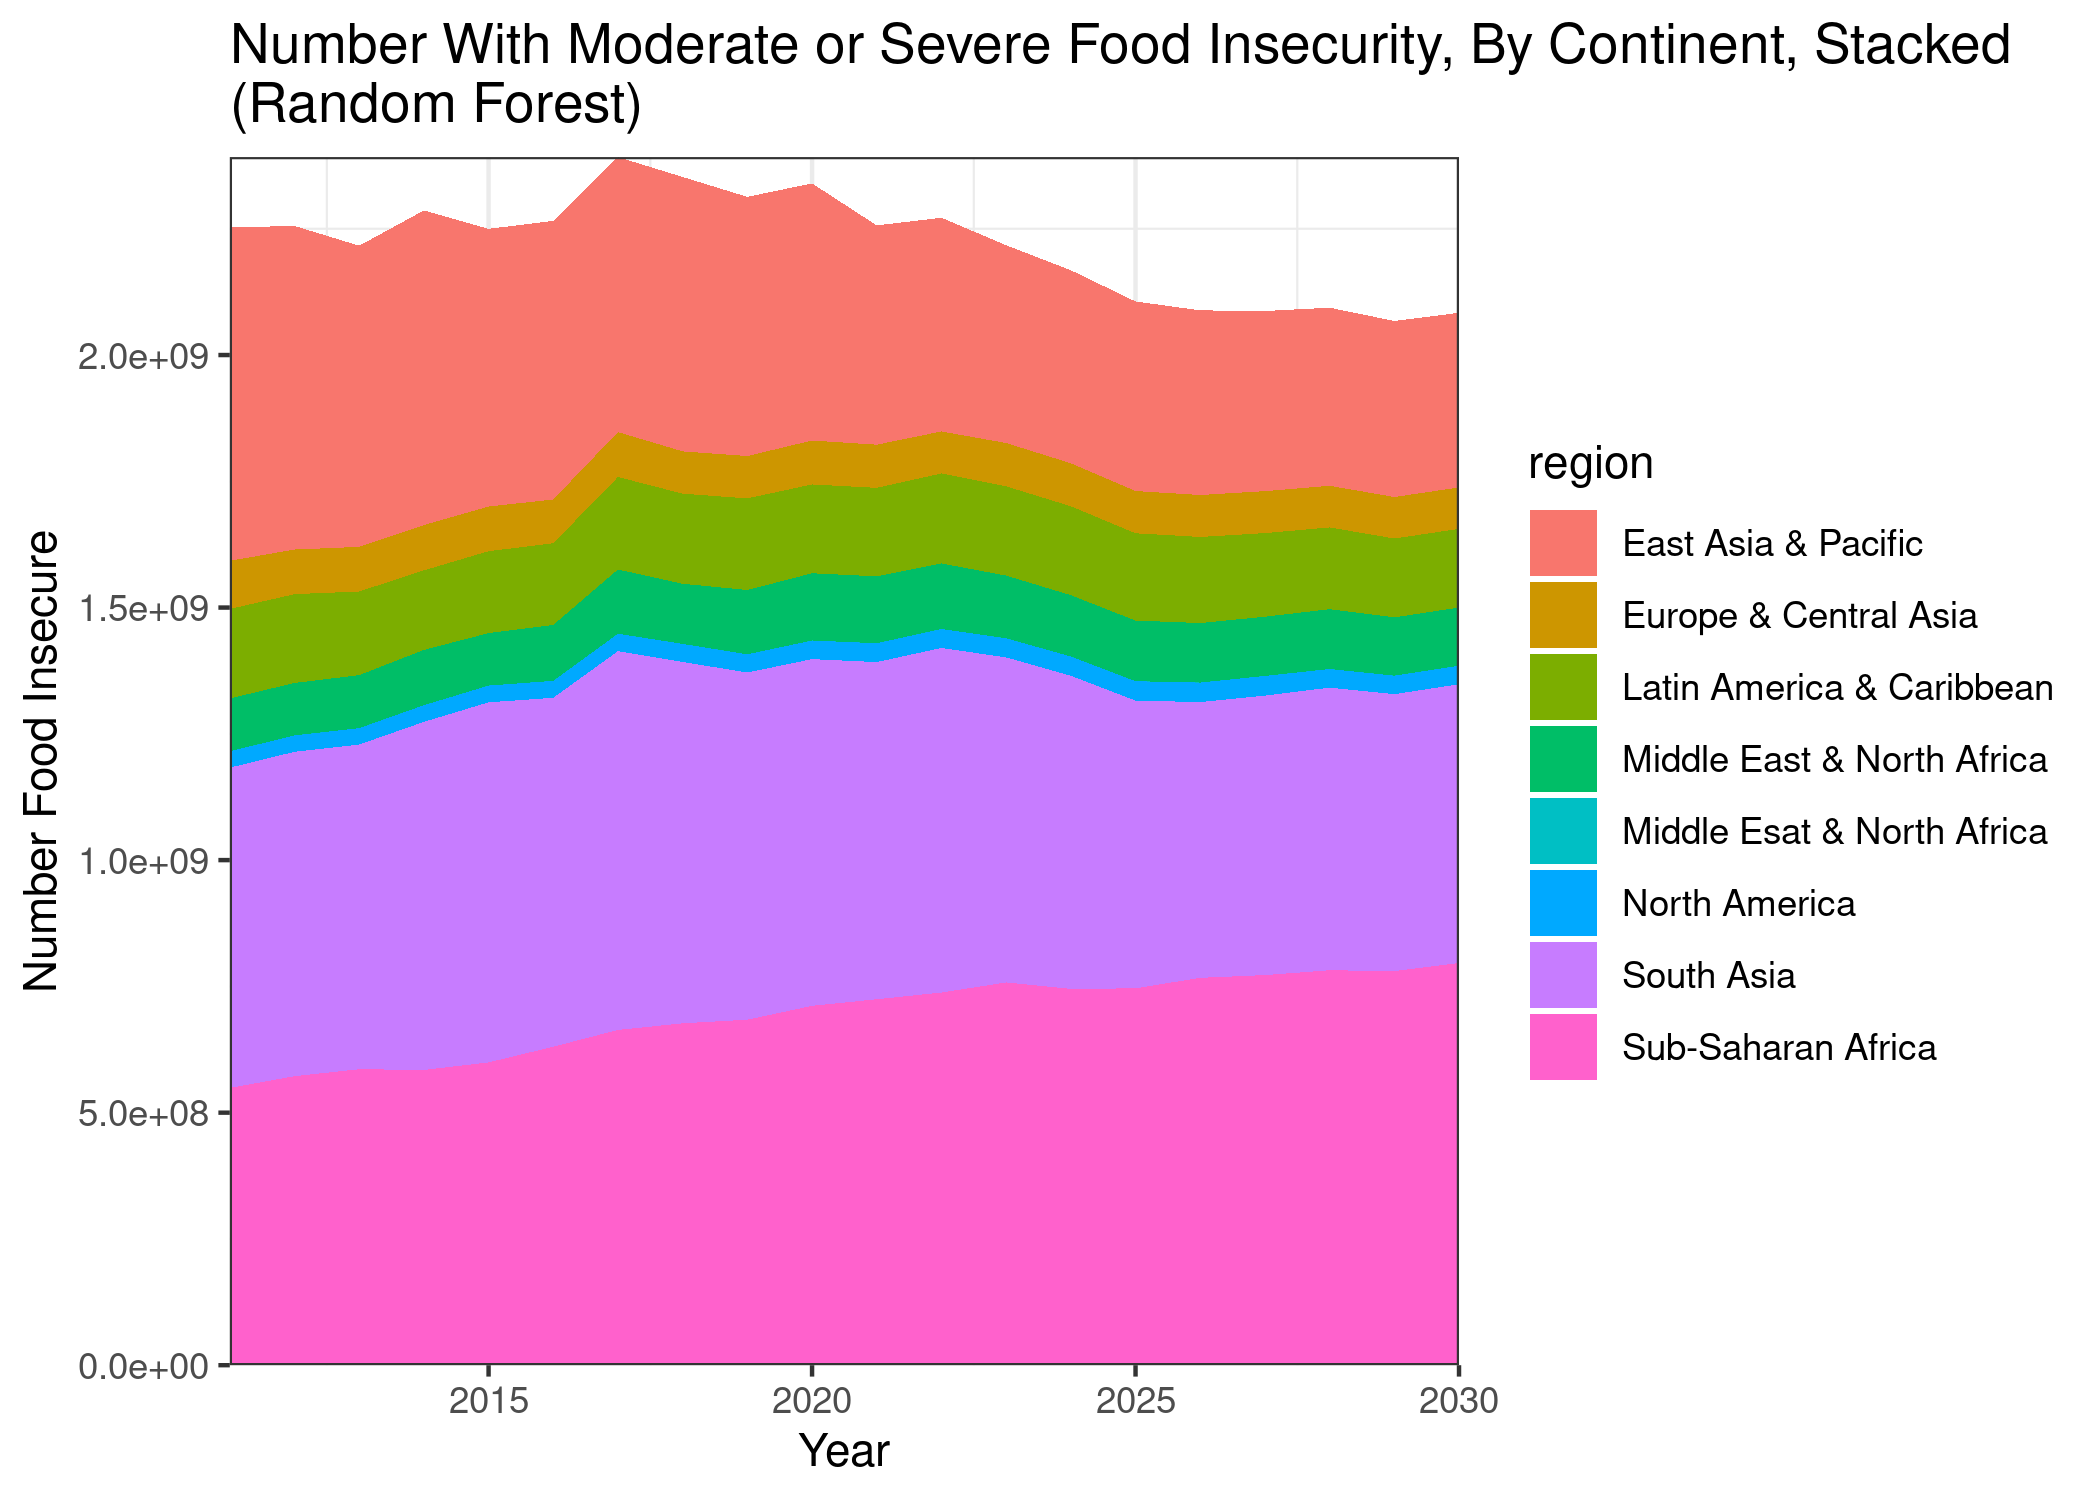 Number With Moderate or Severe Food Insecurity, By Continent, Stacked
(Random Forest)
Number Food Insecure
2.0e+09
1.5e+09
1.0e+09
5.0e+08
0.0e+00
2015
2020
2025
2030
Year
region
East Asia & Pacific
Europe & Central Asia
Latin America & Caribbean
Middle East & North Africa
Middle Esat & North Africa
North America
South Asia
Sub-Saharan Africa